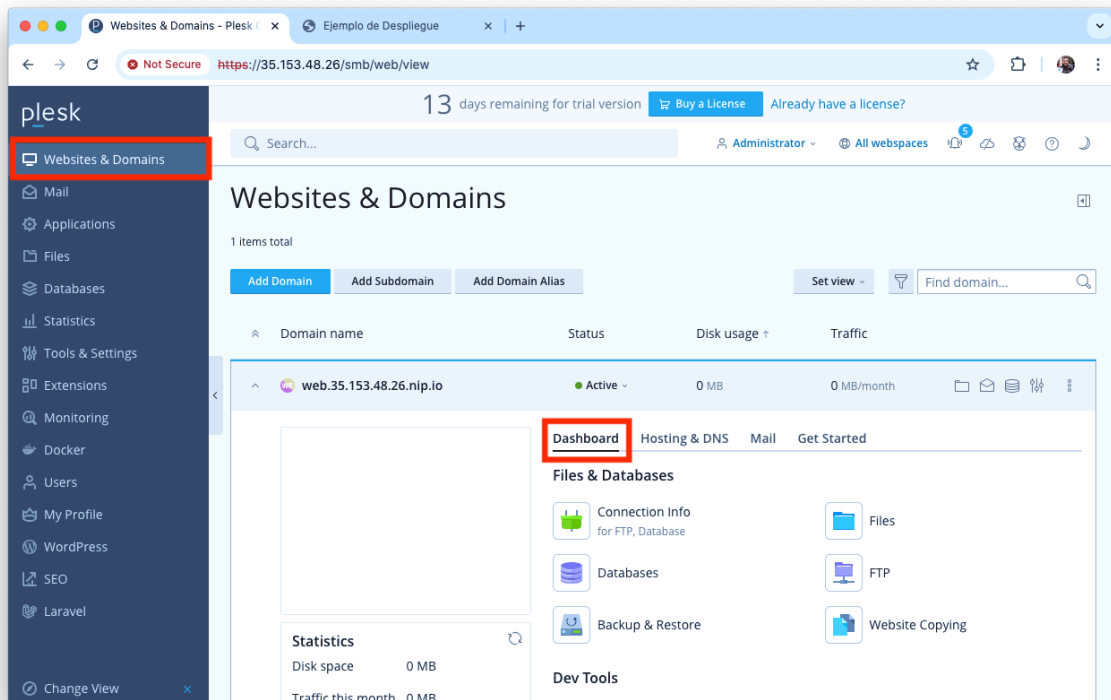 Websites & Domains - Plesk
Ejemplo de Despliegue
Not Secure https://35.153.48.26/smb/web/view
plesk
13 days remaining for trial version Buy a License Already have a license?
Search... Administrator All webspaces 5
Websites & Domains
Mail
Applications
Files
Databases
Statistics
Tools & Settings
Extensions
Monitoring
Docker
Users
My Profile
WordPress
SEO
Laravel
Change View
Websites & Domains
1 items total
Add Domain Add Subdomain Add Domain Alias Set view Find domain...
Domain name Status Disk usage Traffic
web.35.153.48.26.nip.io Active 0 MB 0 MB/month
Dashboard Hosting & DNS Mail Get Started
Files & Databases
Connection Info
for FTP, Database
Files
Databases
FTP
Backup & Restore
Website Copying
Dev Tools
Statistics
Disk space 0 MB
Traffic this month 0 MB